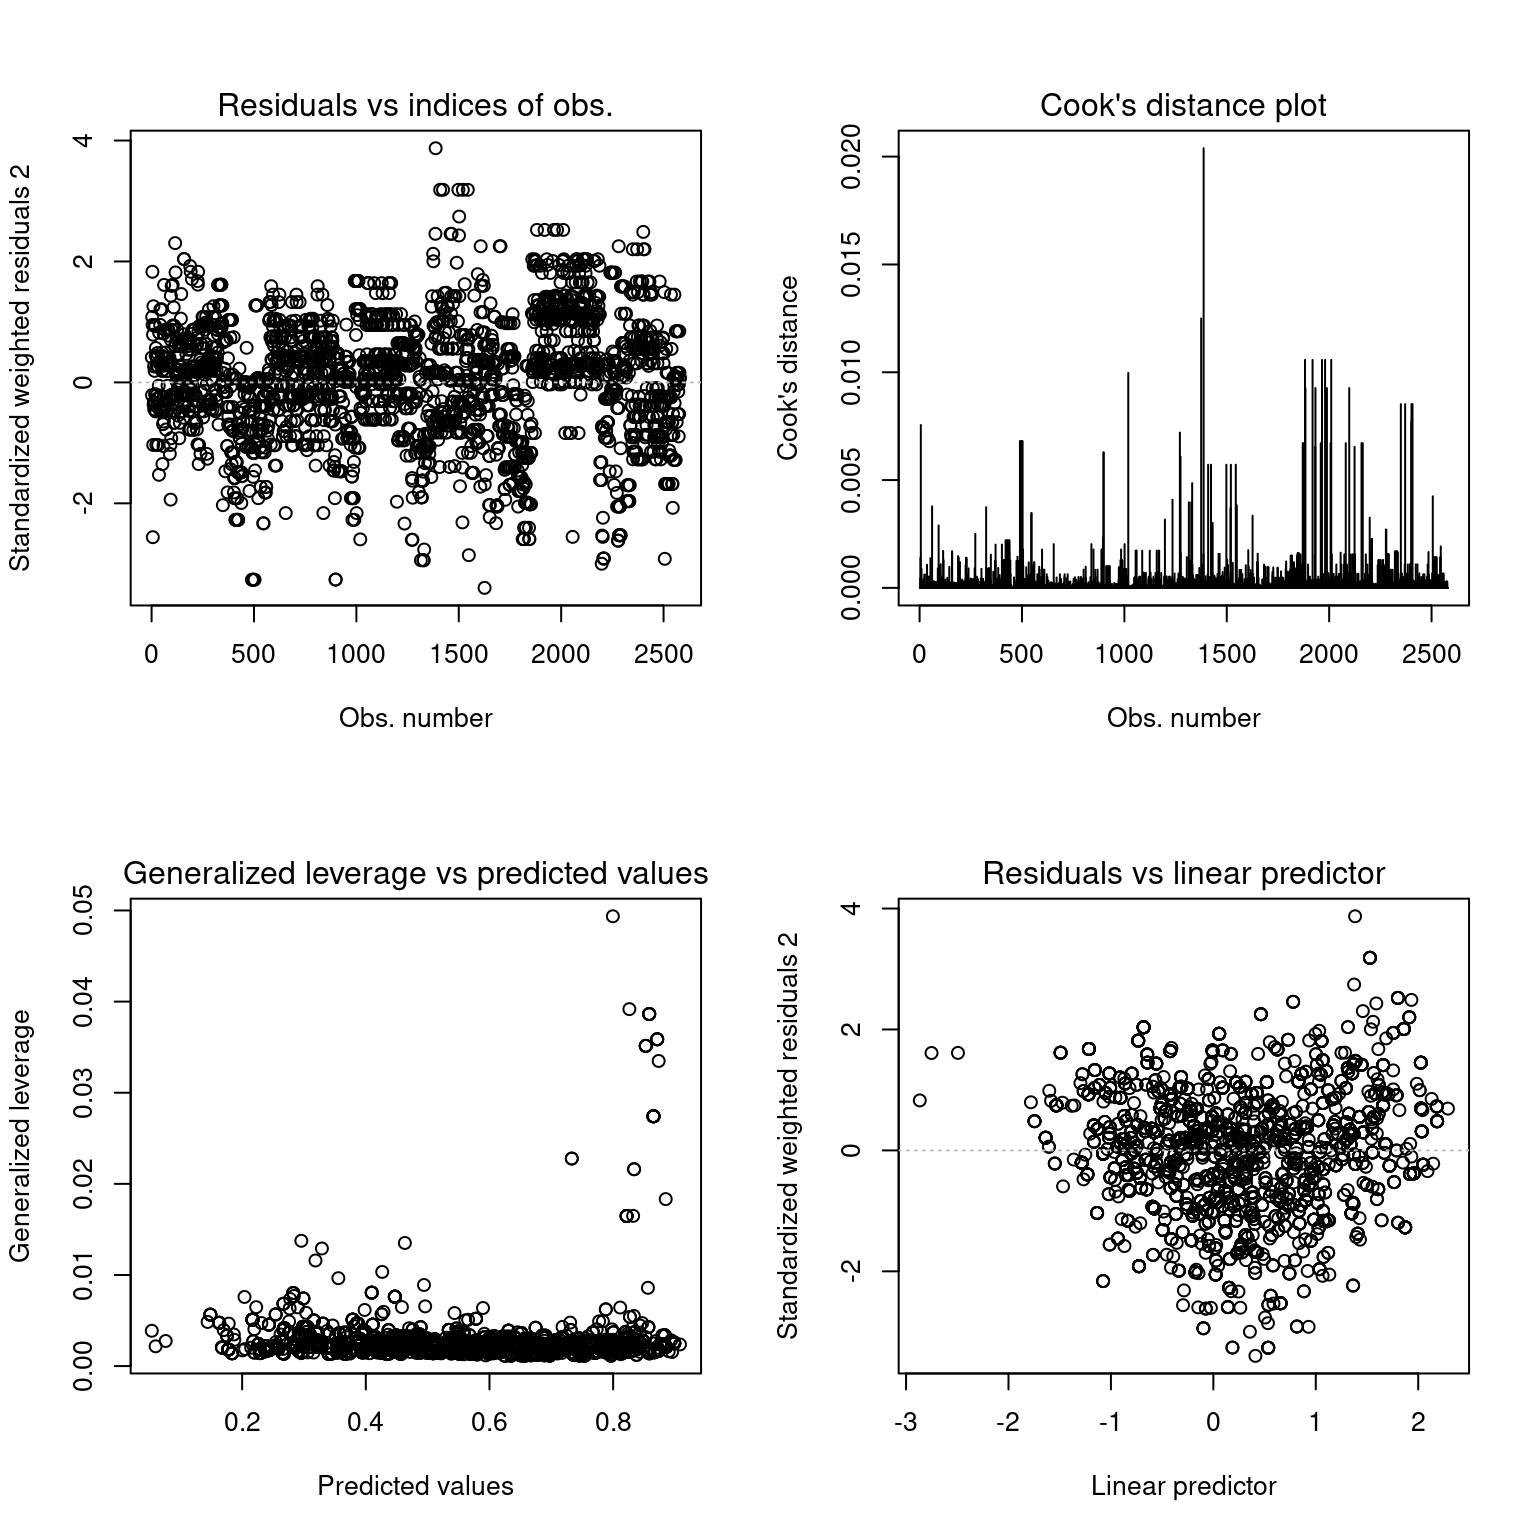 Residuals vs indices of obs.
Standardized weighted residuals 2
4
2
0
-2
0 500 1000 1500 2000 2500
Obs. number
Cook's distance plot
Cook's distance
0.020
0.015
0.010
0.005
0.000
0 500 1000 1500 2000 2500
Obs. number
Generalized leverage vs predicted values
Generalized leverage
0.05
0.04
0.03
0.02
0.01
0.00
0.2 0.4 0.6 0.8
Predicted values
Residuals vs linear predictor
Standardized weighted residuals 2
4
2
0
-2
-3 -2 -1 0 1 2
Linear predictor